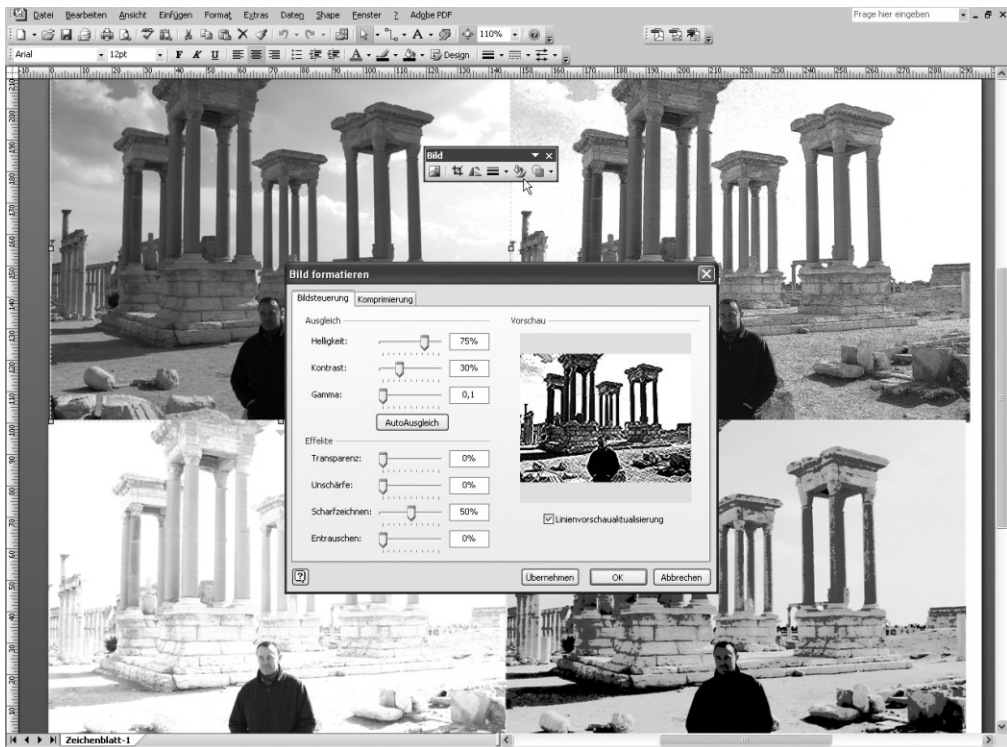 Datei Bearbeiten Ansicht Einfügen Format Extras Daten Shape Fenster ? Adobe PDF Frage hier eingeben
110%
Arial 12pt F K U Design
Bild
Bild formatieren
Bildsteuerung Komprimierung
Ausgleich
Helligkeit: 75%
Kontrast: 30%
Gamma: 0,1
AutoAusgleich
Effekte
Transparenz: 0%
Unschärfe: 0%
Scharfzeichnen: 50%
Entrauschen: 0%
Vorschau
Linienvorschauaktualisierung
Übernehmen OK Abbrechen
Zeichenblatt-1